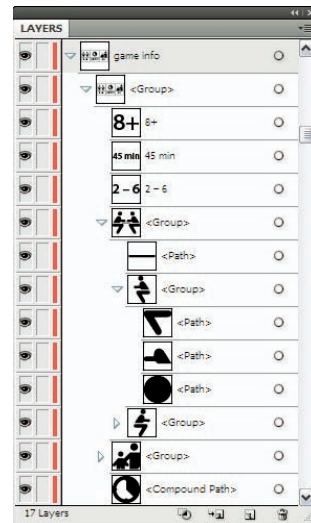 LAYERS
game info
<Group>
8+ 8+
45 min 45 min
2 – 6 2 – 6
<Group>
<Path>
<Group>
<Path>
<Path>
<Path>
<Group>
<Group>
<Compound Path>
17 Layers